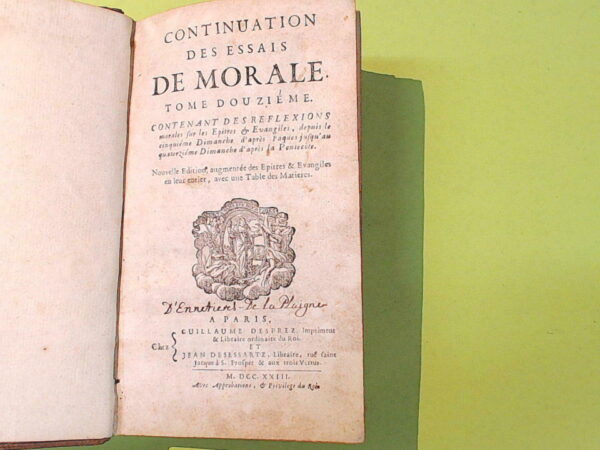 CONTINUATION
DES ESSAIS
DE MORALE.
TOME DOUZIÉME.
CONTENANT DES REFLEXIONS
morales sur les Epitres & Evangiles, depuis le
cinquiéme Dimanche d'après Paques jusqu'au
quatorziéme Dimanche d'après la Pentecôte.
Nouvelle Edition, augmentée des Epitres & Evangiles
en leur entier, avec une Table des Matieres.
D'Ennetieres De la Plaigne
A PARIS,
Chez { GUILLAUME DESPREZ, Imprimeur
& Libraire ordinaire du Roi.
ET
JEAN DESESSARTZ, Libraire, ruë saint
Jacques à S. Prosper & aux trois Vertus.
M. DCC. XXIII.
Avec Approbations, & Privilege du Roi.